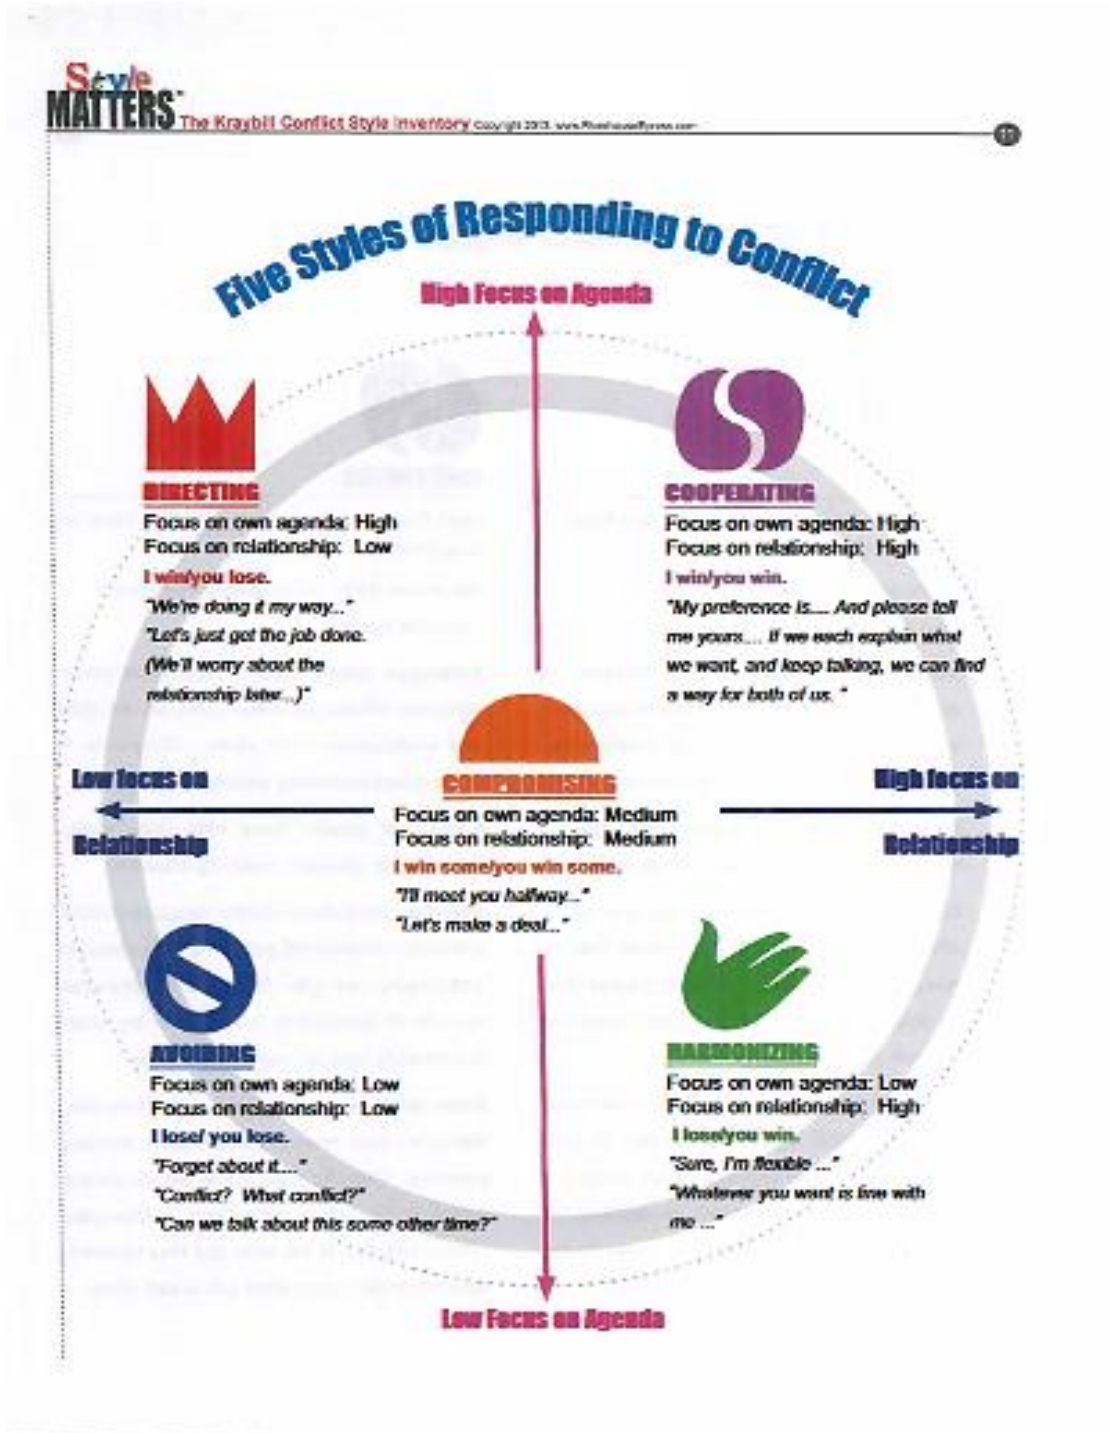 Style
MATTERS™
The Kraybill Conflict Style Inventory Copyright 2013.
Five Styles of Responding to Conflict
High Focus on Agenda
DIRECTING
Focus on own agenda: High
Focus on relationship: Low
I win/you lose.
"We're doing it my way..."
"Let's just get the job done.
(We'll worry about the
relationship later...)"
COOPERATING
Focus on own agenda: High
Focus on relationship: High
I win/you win.
"My preference is.... And please tell
me yours.... If we each explain what
we want, and keep talking, we can find
a way for both of us. "
Low focus on
Relationship
High focus on
Relationship
COMPROMISING
Focus on own agenda: Medium
Focus on relationship: Medium
I win some/you win some.
"I'll meet you halfway..."
"Let's make a deal..."
AVOIDING
Focus on own agenda: Low
Focus on relationship: Low
I lose/ you lose.
"Forget about it...."
"Conflict? What conflict?"
"Can we talk about this some other time?"
HARMONIZING
Focus on own agenda: Low
Focus on relationship: High
I lose/you win.
"Sure, I'm flexible ..."
"Whatever you want is fine with
me ..."
Low Focus on Agenda